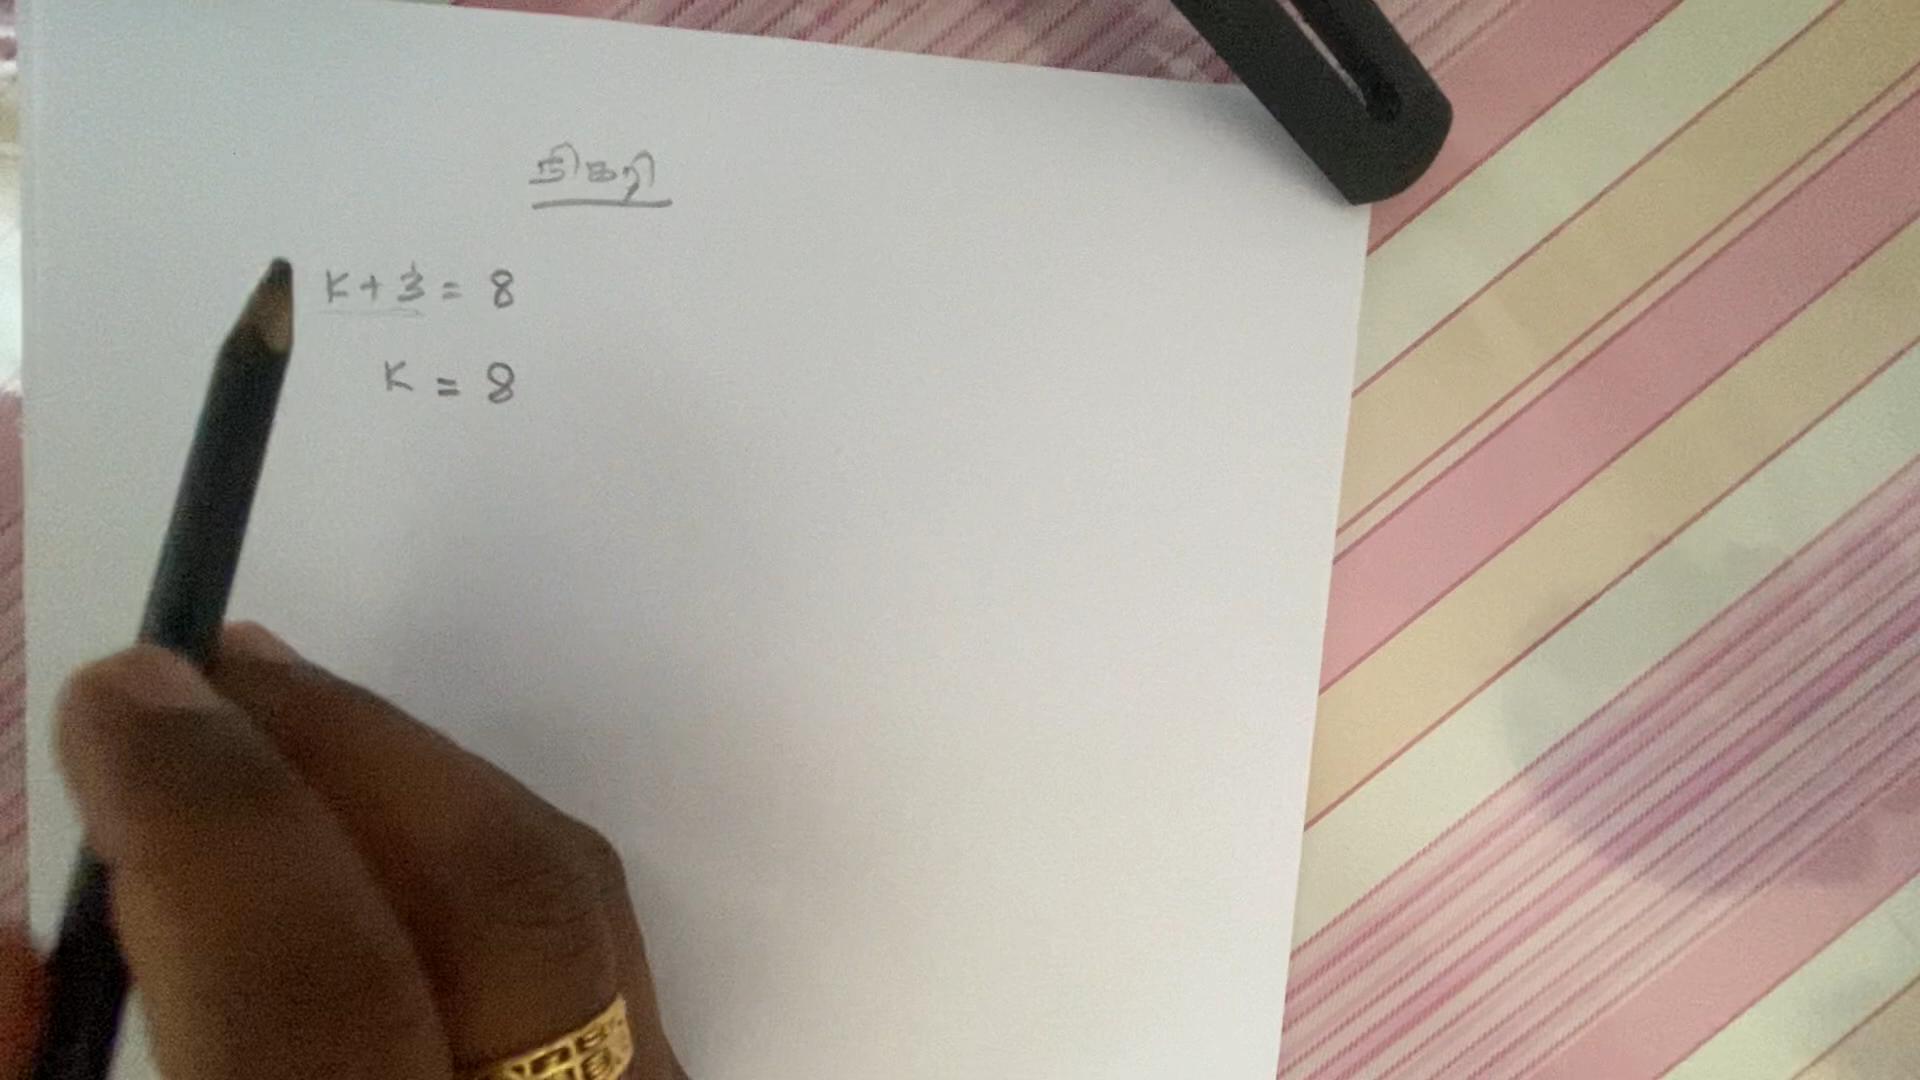 நிகரி
K + 3 = 8
K = 8